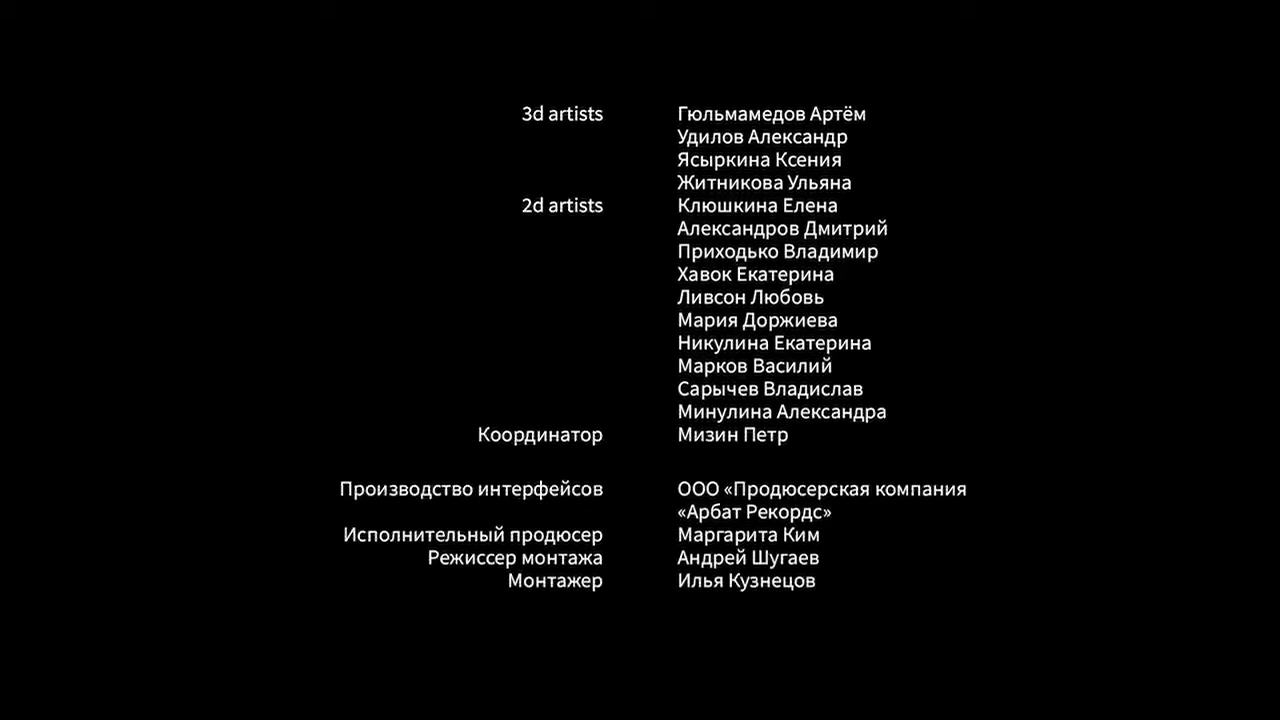 3d artists Гюльмамедов Артём
Удилов Александр
Ясыркина Ксения
Житникова Ульяна
2d artists Клюшкина Елена
Александров Дмитрий
Приходько Владимир
Хавок Екатерина
Ливсон Любовь
Мария Доржиева
Никулина Екатерина
Марков Василий
Сарычев Владислав
Минулина Александра
Координатор Мизин Петр
Производство интерфейсов ООО «Продюсерская компания
«Арбат Рекордс»
Исполнительный продюсер Маргарита Ким
Режиссер монтажа Андрей Шугаев
Монтажер Илья Кузнецов